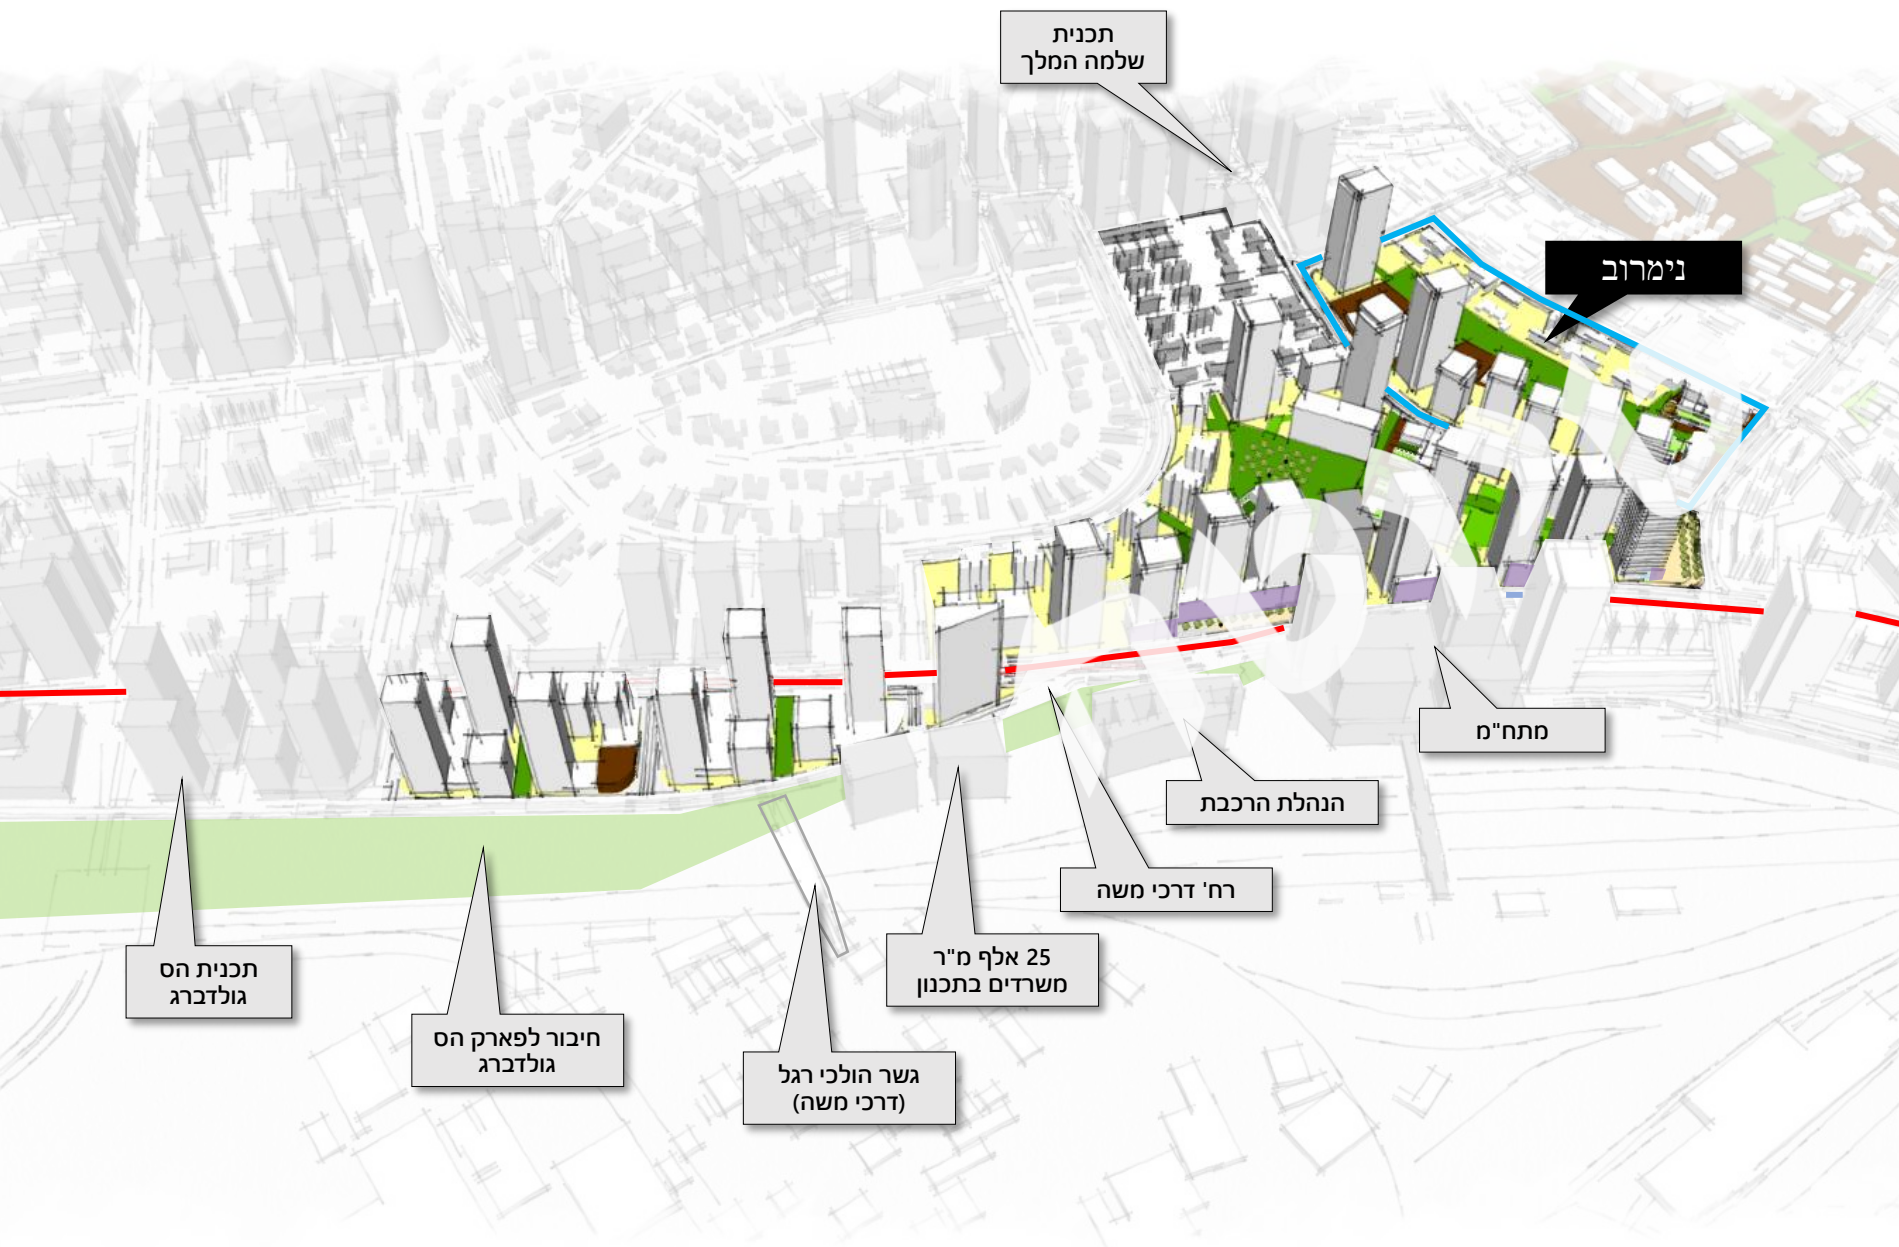 תכנית
שלמה המלך
נימרוב
מתח"מ
הנהלת הרכבת
רח' דרכי משה
25 אלף מ"ר
משרדים בתכנון
תכנית הס
גולדברג
חיבור לפארק הס
גולדברג
גשר הולכי רגל
(דרכי משה)